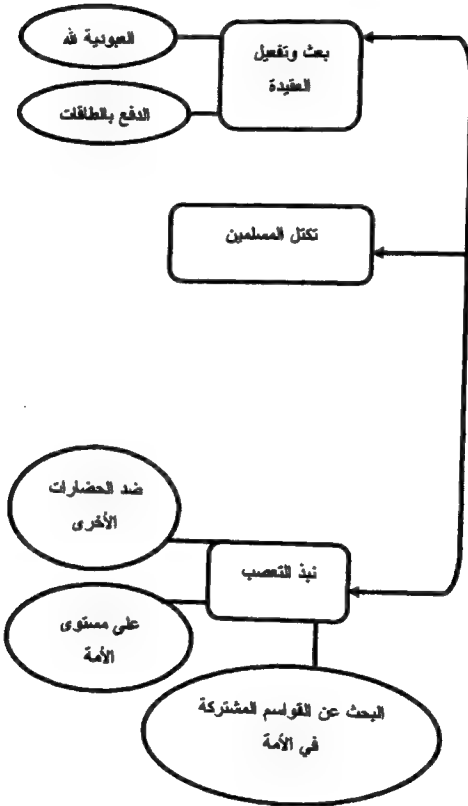 بعث وتفعيل
العقيدة
العبودية لله
الدفع بالطاقات
تكتل المسلمين
نبذ التعصب
ضد الحضارات
الأخرى
على مستوى
الأمة
البحث عن القواسم المشتركة
في الأمة